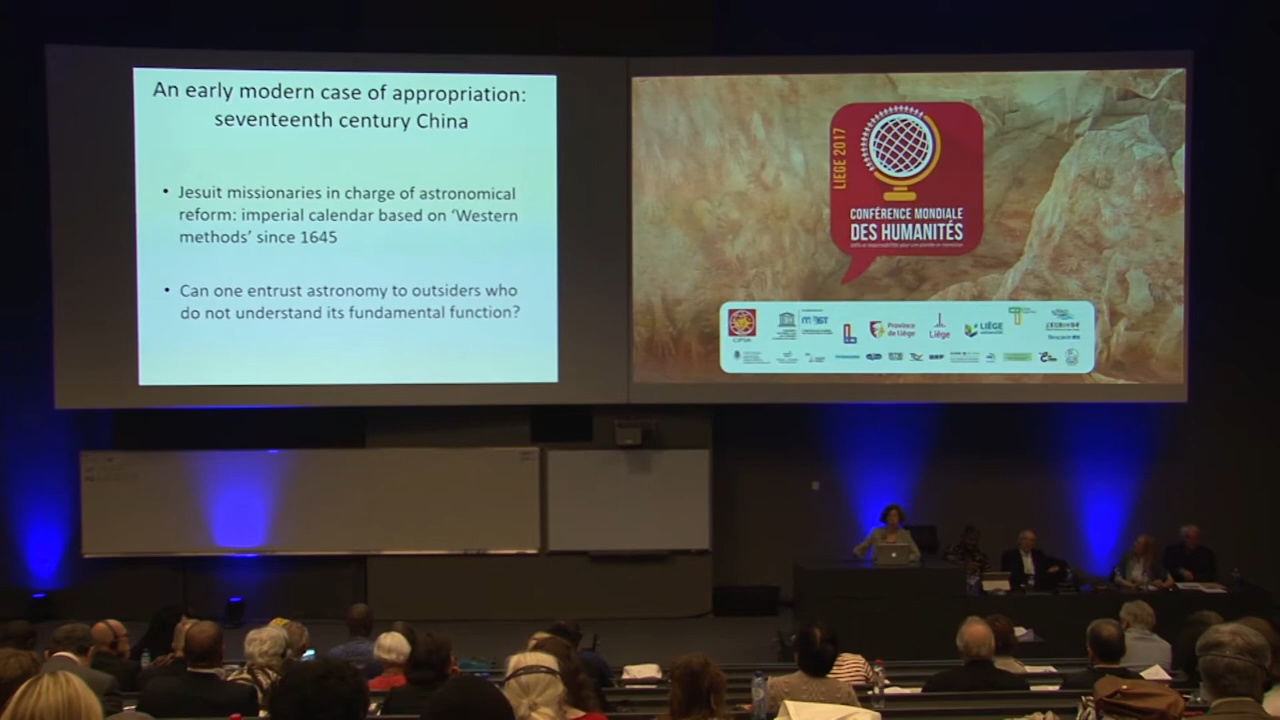 An early modern case of appropriation:
seventeenth century China
• Jesuit missionaries in charge of astronomical
reform: imperial calendar based on ‘Western
methods’ since 1645
• Can one entrust astronomy to outsiders who
do not understand its fundamental function?
LIEGE 2017
CONFÉRENCE MONDIALE
DES HUMANITÉS
Province
de Liège
Liège
LIÈGE